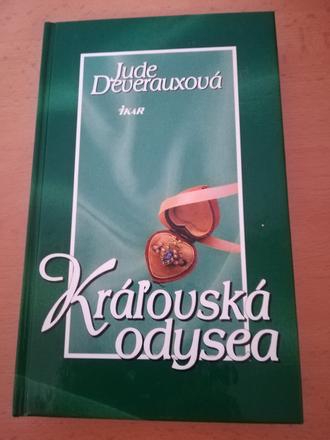 Jude
Deverauxová
IKAR
Kráľovská
odysea